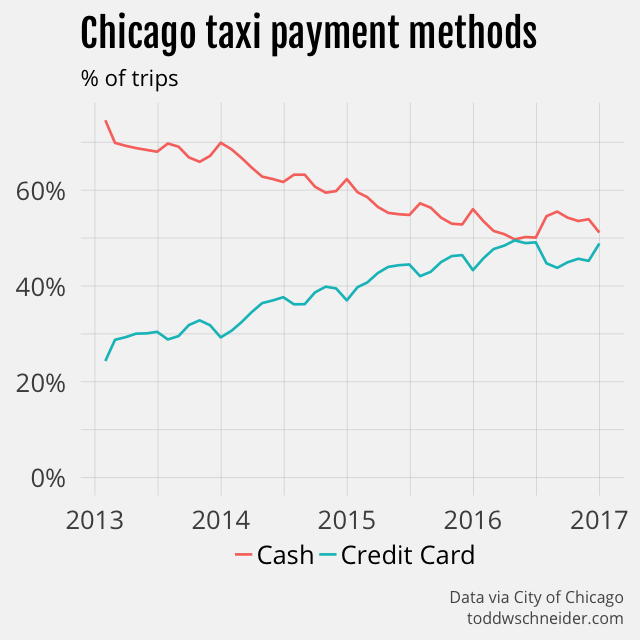 Chicago taxi payment methods
% of trips
60%
40%
20%
0%
2013 2014 2015 2016 2017
Cash Credit Card
Data via City of Chicago
toddwschneider.com